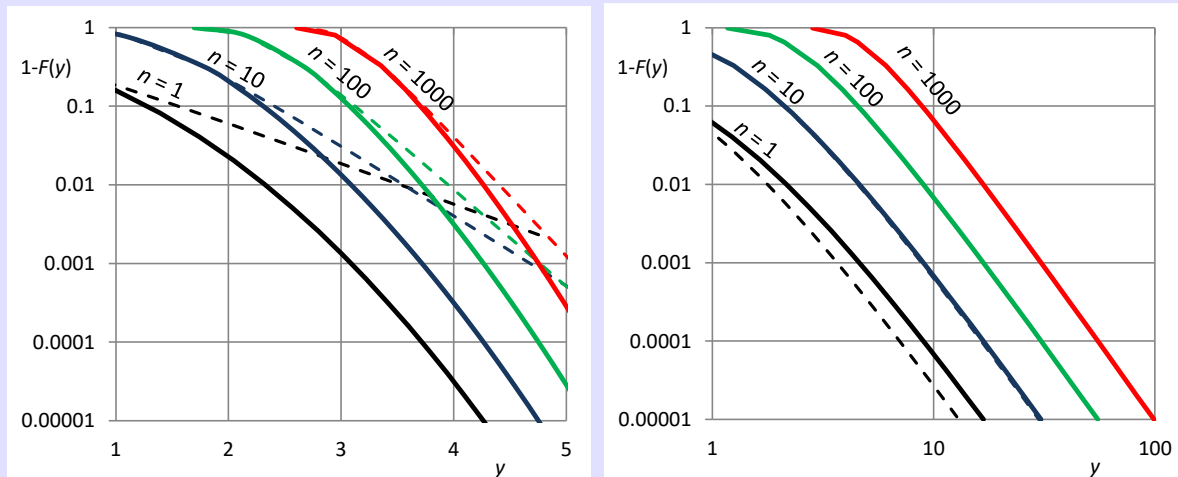 1-F(y)
1
0.1
0.01
0.001
0.0001
0.00001
n = 1
n = 10
n = 100
n = 1000
1
2
3
4
5
y
1-F(y)
1
0.1
0.01
0.001
0.0001
0.00001
n = 1
n = 10
n = 100
n = 1000
1
10
100
y